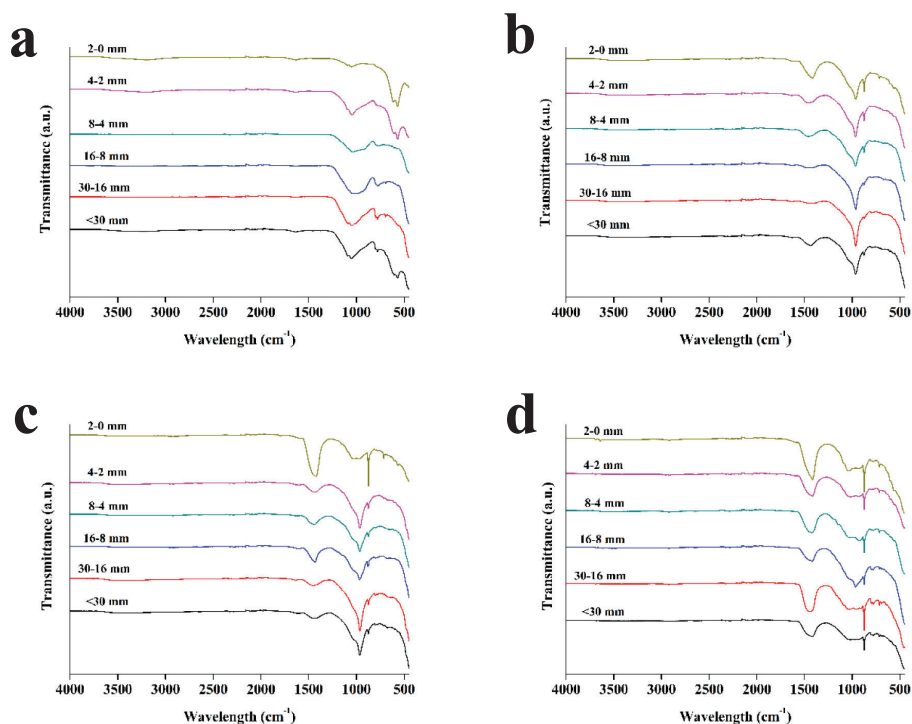 a
2-0 mm
4-2 mm
8-4 mm
16-8 mm
30-16 mm
<30 mm
Transmittance (a.u.)
4000 3500 3000 2500 2000 1500 1000 500
Wavelength (cm-1)
b
2-0 mm
4-2 mm
8-4 mm
16-8 mm
30-16 mm
<30 mm
Transmittance (a.u.)
4000 3500 3000 2500 2000 1500 1000 500
Wavelength (cm-1)
c
2-0 mm
4-2 mm
8-4 mm
16-8 mm
30-16 mm
<30 mm
Transmittance (a.u.)
4000 3500 3000 2500 2000 1500 1000 500
Wavelength (cm-1)
d
2-0 mm
4-2 mm
8-4 mm
16-8 mm
30-16 mm
<30 mm
Transmittance (a.u.)
4000 3500 3000 2500 2000 1500 1000 500
Wavelength (cm-1)